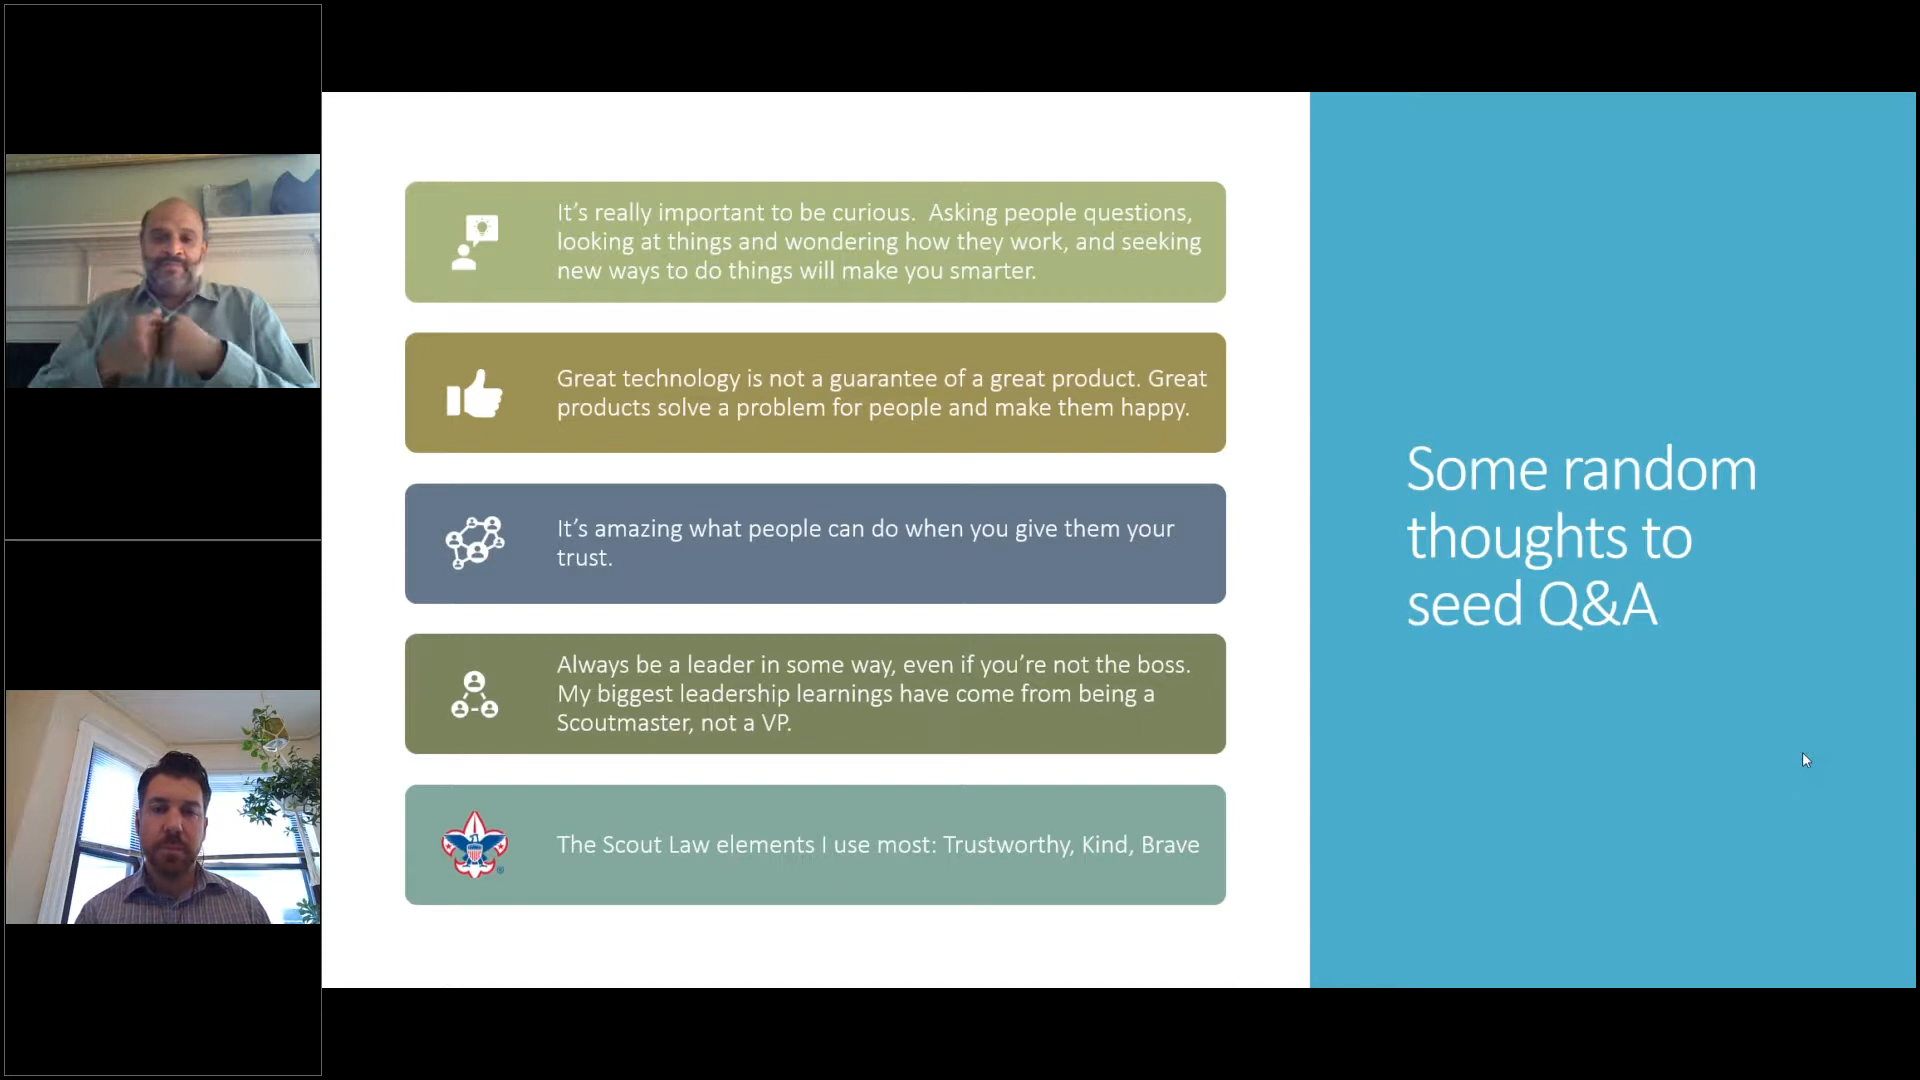 It’s really important to be curious.  Asking people questions,
looking at things and wondering how they work, and seeking
new ways to do things will make you smarter.
Great technology is not a guarantee of a great product. Great
products solve a problem for people and make them happy.
It’s amazing what people can do when you give them your
trust.
Always be a leader in some way, even if you’re not the boss.
My biggest leadership learnings have come from being a
Scoutmaster, not a VP.
The Scout Law elements I use most: Trustworthy, Kind, Brave
®
Some random
thoughts to
seed Q&A